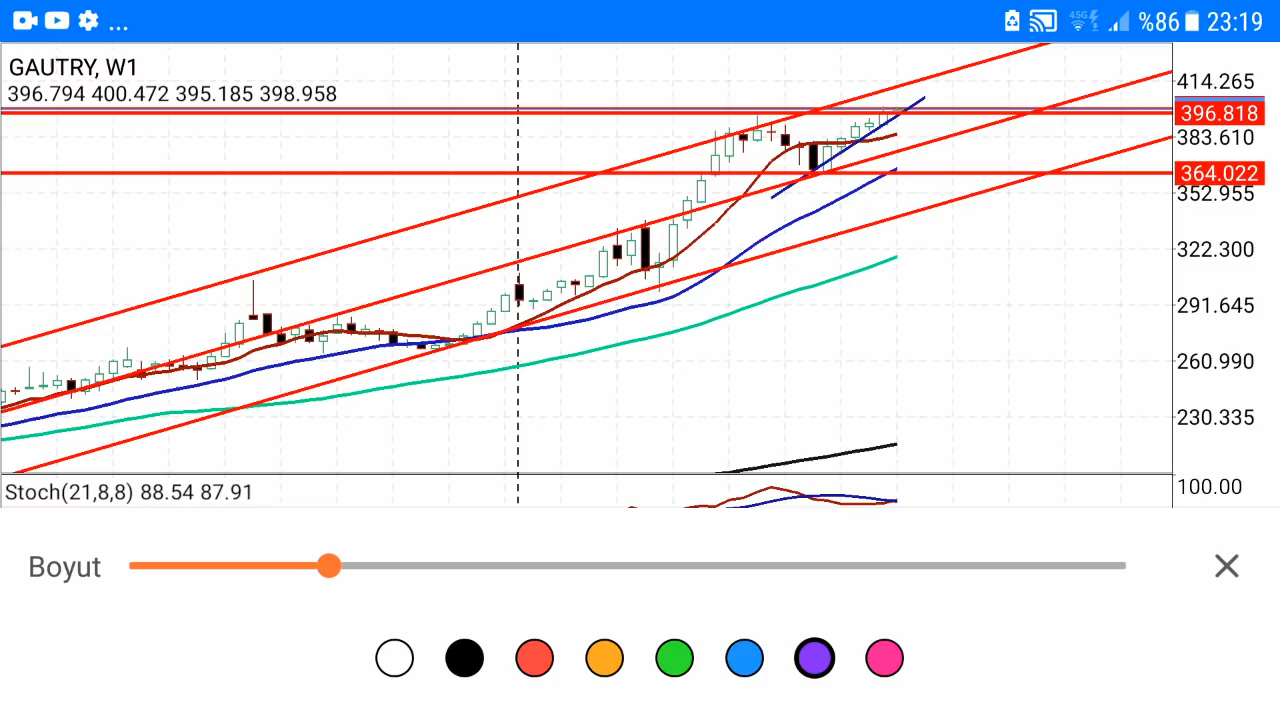 ... 45G %86 23:19
GAUTRY, W1
396.794 400.472 395.185 398.958
414.265
396.818
383.610
364.022
352.955
322.300
291.645
260.990
230.335
Stoch(21,8,8) 88.54 87.91
100.00
Boyut